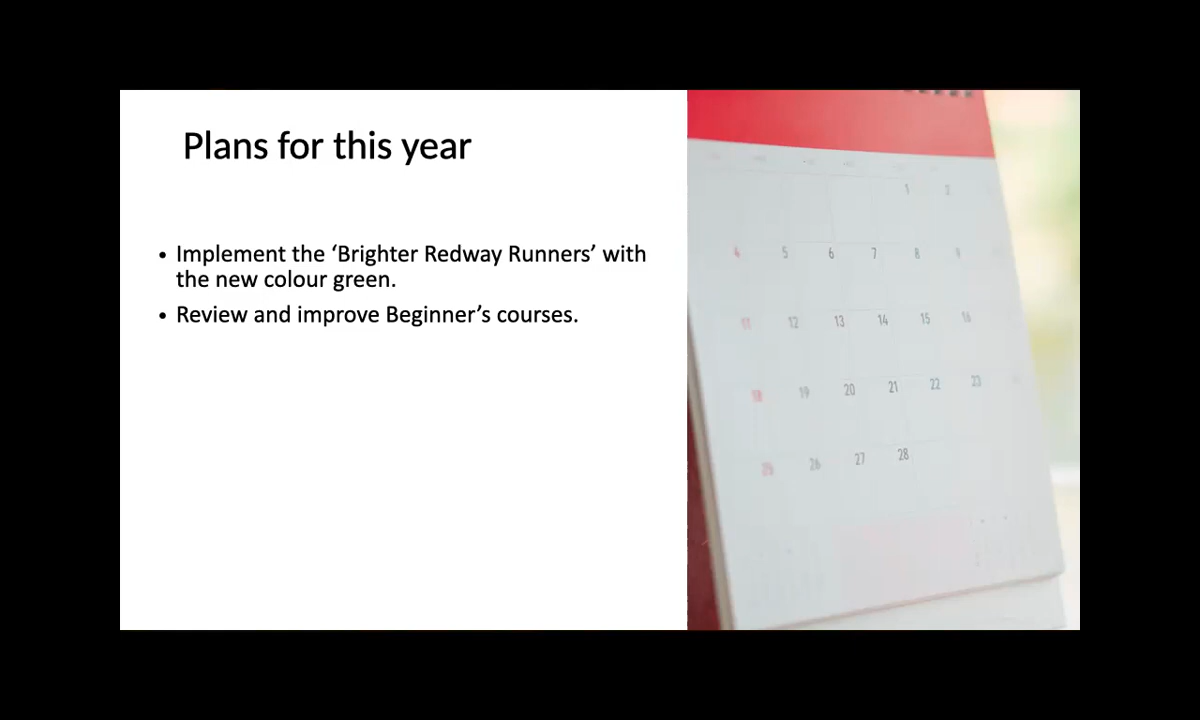 Plans for this year
• Implement the ‘Brighter Redway Runners’ with
the new colour green.
• Review and improve Beginner’s courses.
1 2
4 5 6 7 8 9
11 12 13 14 15 16
18 19 20 21 22 23
25 26 27 28